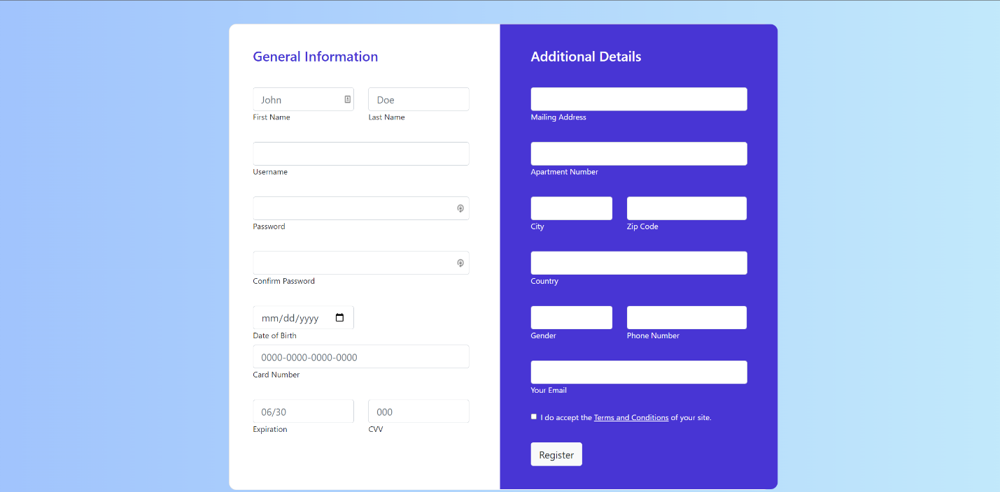 General Information
John
Doe
First Name
Last Name
Username
Password
Confirm Password
mm/dd/yyyy
Date of Birth
0000-0000-0000-0000
Card Number
06/30
000
Expiration
CVV
Additional Details
Mailing Address
Apartment Number
City
Zip Code
Country
Gender
Phone Number
Your Email
I do accept the Terms and Conditions of your site.
Register